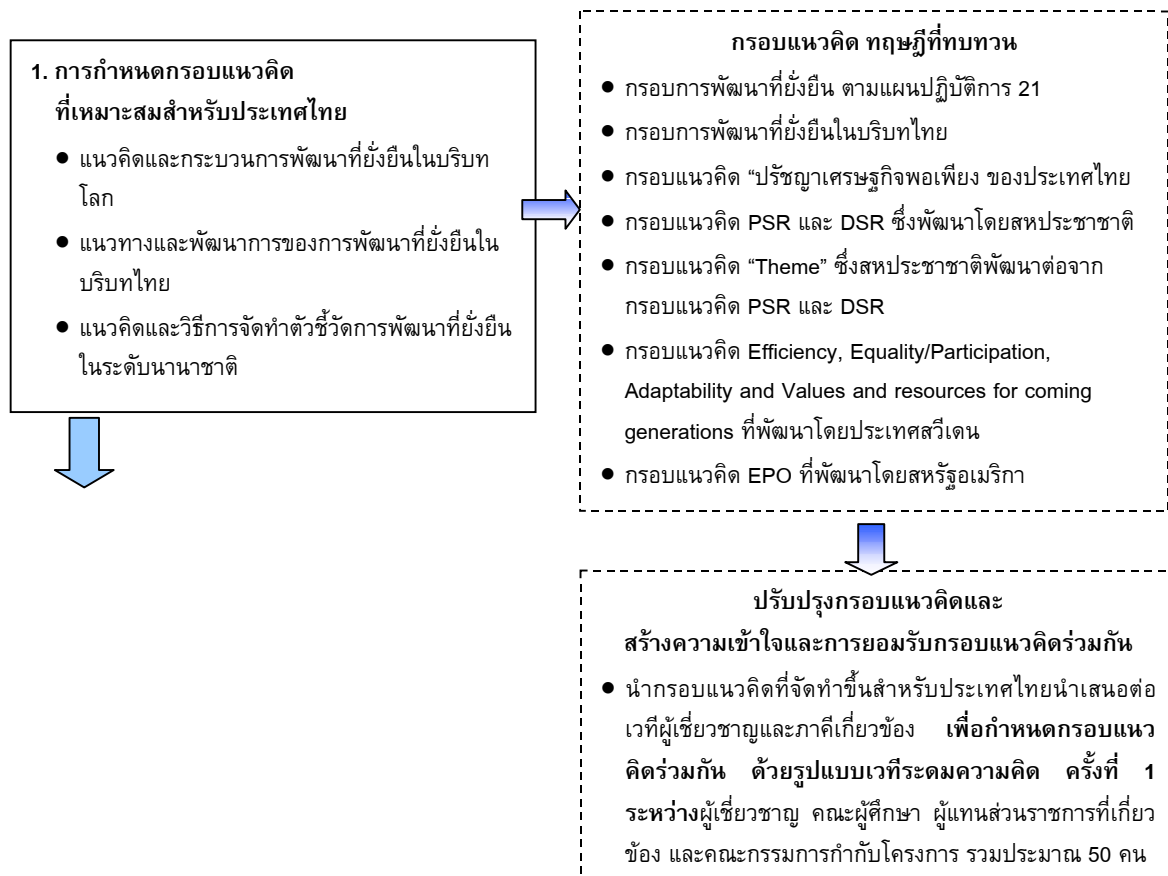 1. การกำหนดกรอบแนวคิด
ที่เหมาะสมสำหรับประเทศไทย
● แนวคิดและกระบวนการพัฒนาที่ยั่งยืนในบริบท
โลก
● แนวทางและพัฒนาการของการพัฒนาที่ยั่งยืนใน
บริบทไทย
● แนวคิดและวิธีการจัดทำตัวชี้วัดการพัฒนาที่ยั่งยืน
ในระดับนานาชาติ
กรอบแนวคิด ทฤษฎีที่ทบทวน
● กรอบการพัฒนาที่ยั่งยืน ตามแผนปฏิบัติการ 21
● กรอบการพัฒนาที่ยั่งยืนในบริบทไทย
● กรอบแนวคิด “ปรัชญาเศรษฐกิจพอเพียง ของประเทศไทย
● กรอบแนวคิด PSR และ DSR ซึ่งพัฒนาโดยสหประชาชาติ
● กรอบแนวคิด “Theme” ซึ่งสหประชาชาติพัฒนาต่อจาก
กรอบแนวคิด PSR และ DSR
● กรอบแนวคิด Efficiency, Equality/Participation,
Adaptability and Values and resources for coming
generations ที่พัฒนาโดยประเทศสวีเดน
● กรอบแนวคิด EPO ที่พัฒนาโดยสหรัฐอเมริกา
ปรับปรุงกรอบแนวคิดและ
สร้างความเข้าใจและการยอมรับกรอบแนวคิดร่วมกัน
● นำกรอบแนวคิดที่จัดทำขึ้นสำหรับประเทศไทยนำเสนอต่อ
เวทีผู้เชี่ยวชาญและภาคีเกี่ยวข้อง เพื่อกำหนดกรอบแนว
คิดร่วมกัน ด้วยรูปแบบเวทีระดมความคิด ครั้งที่ 1
ระหว่างผู้เชี่ยวชาญ คณะผู้ศึกษา ผู้แทนส่วนราชการที่เกี่ยว
ข้อง และคณะกรรมการกำกับโครงการ รวมประมาณ 50 คน